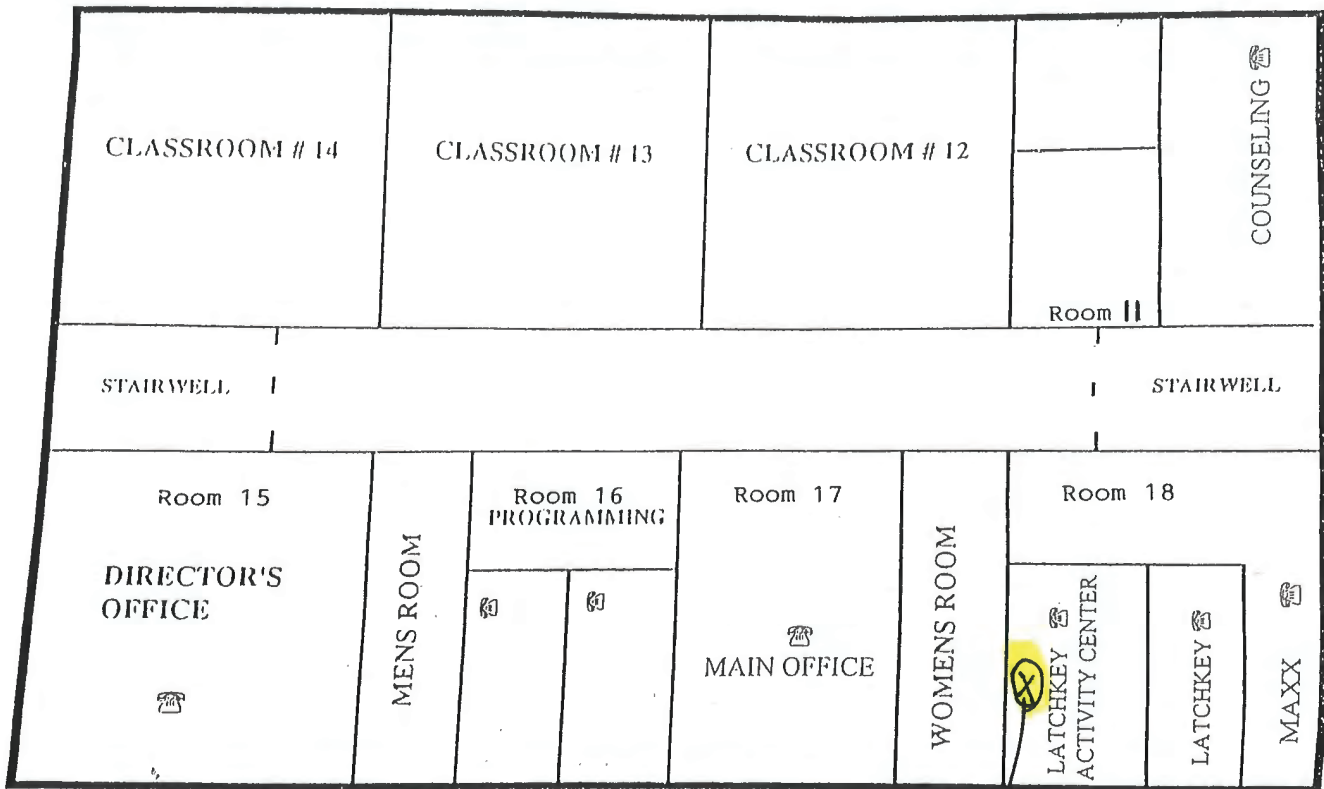 CLASSROOM # 14
CLASSROOM # 13
CLASSROOM # 12
COUNSELING
Room 11
STAIRWELL
STAIRWELL
Room 15
DIRECTOR'S
OFFICE
MENS ROOM
Room 16
PROGRAMMING
Room 17
MAIN OFFICE
WOMENS ROOM
Room 18
X
LATCHKEY
ACTIVITY CENTER
LATCHKEY
MAXX